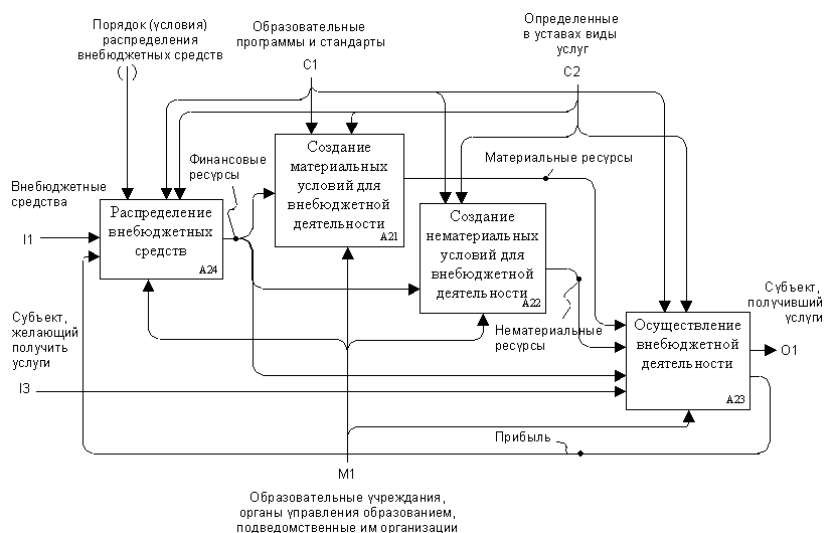 Порядок (условия)
распределения
внебюджетных средств
( )
Образовательные
программы и стандарты
C1
Определенные
в уставах виды
услуг
C2
Финансовые
ресурсы
Создание
материальных
условий для
внебюджетной
деятельности
A21
Материальные ресурсы
Внебюджетные
средства
I1
Распределение
внебюджетных
средств
A24
Создание
нематериальных
условий для
внебюджетной
деятельности
A22
Субъект,
желающий
получить
услуги
I3
Нематериальные
ресурсы
Осуществление
внебюджетной
деятельности
A23
Субъект,
получивший
услуги
O1
Прибыль
M1
Образовательные учреждания,
органы управления образованием,
подведомственные им организации